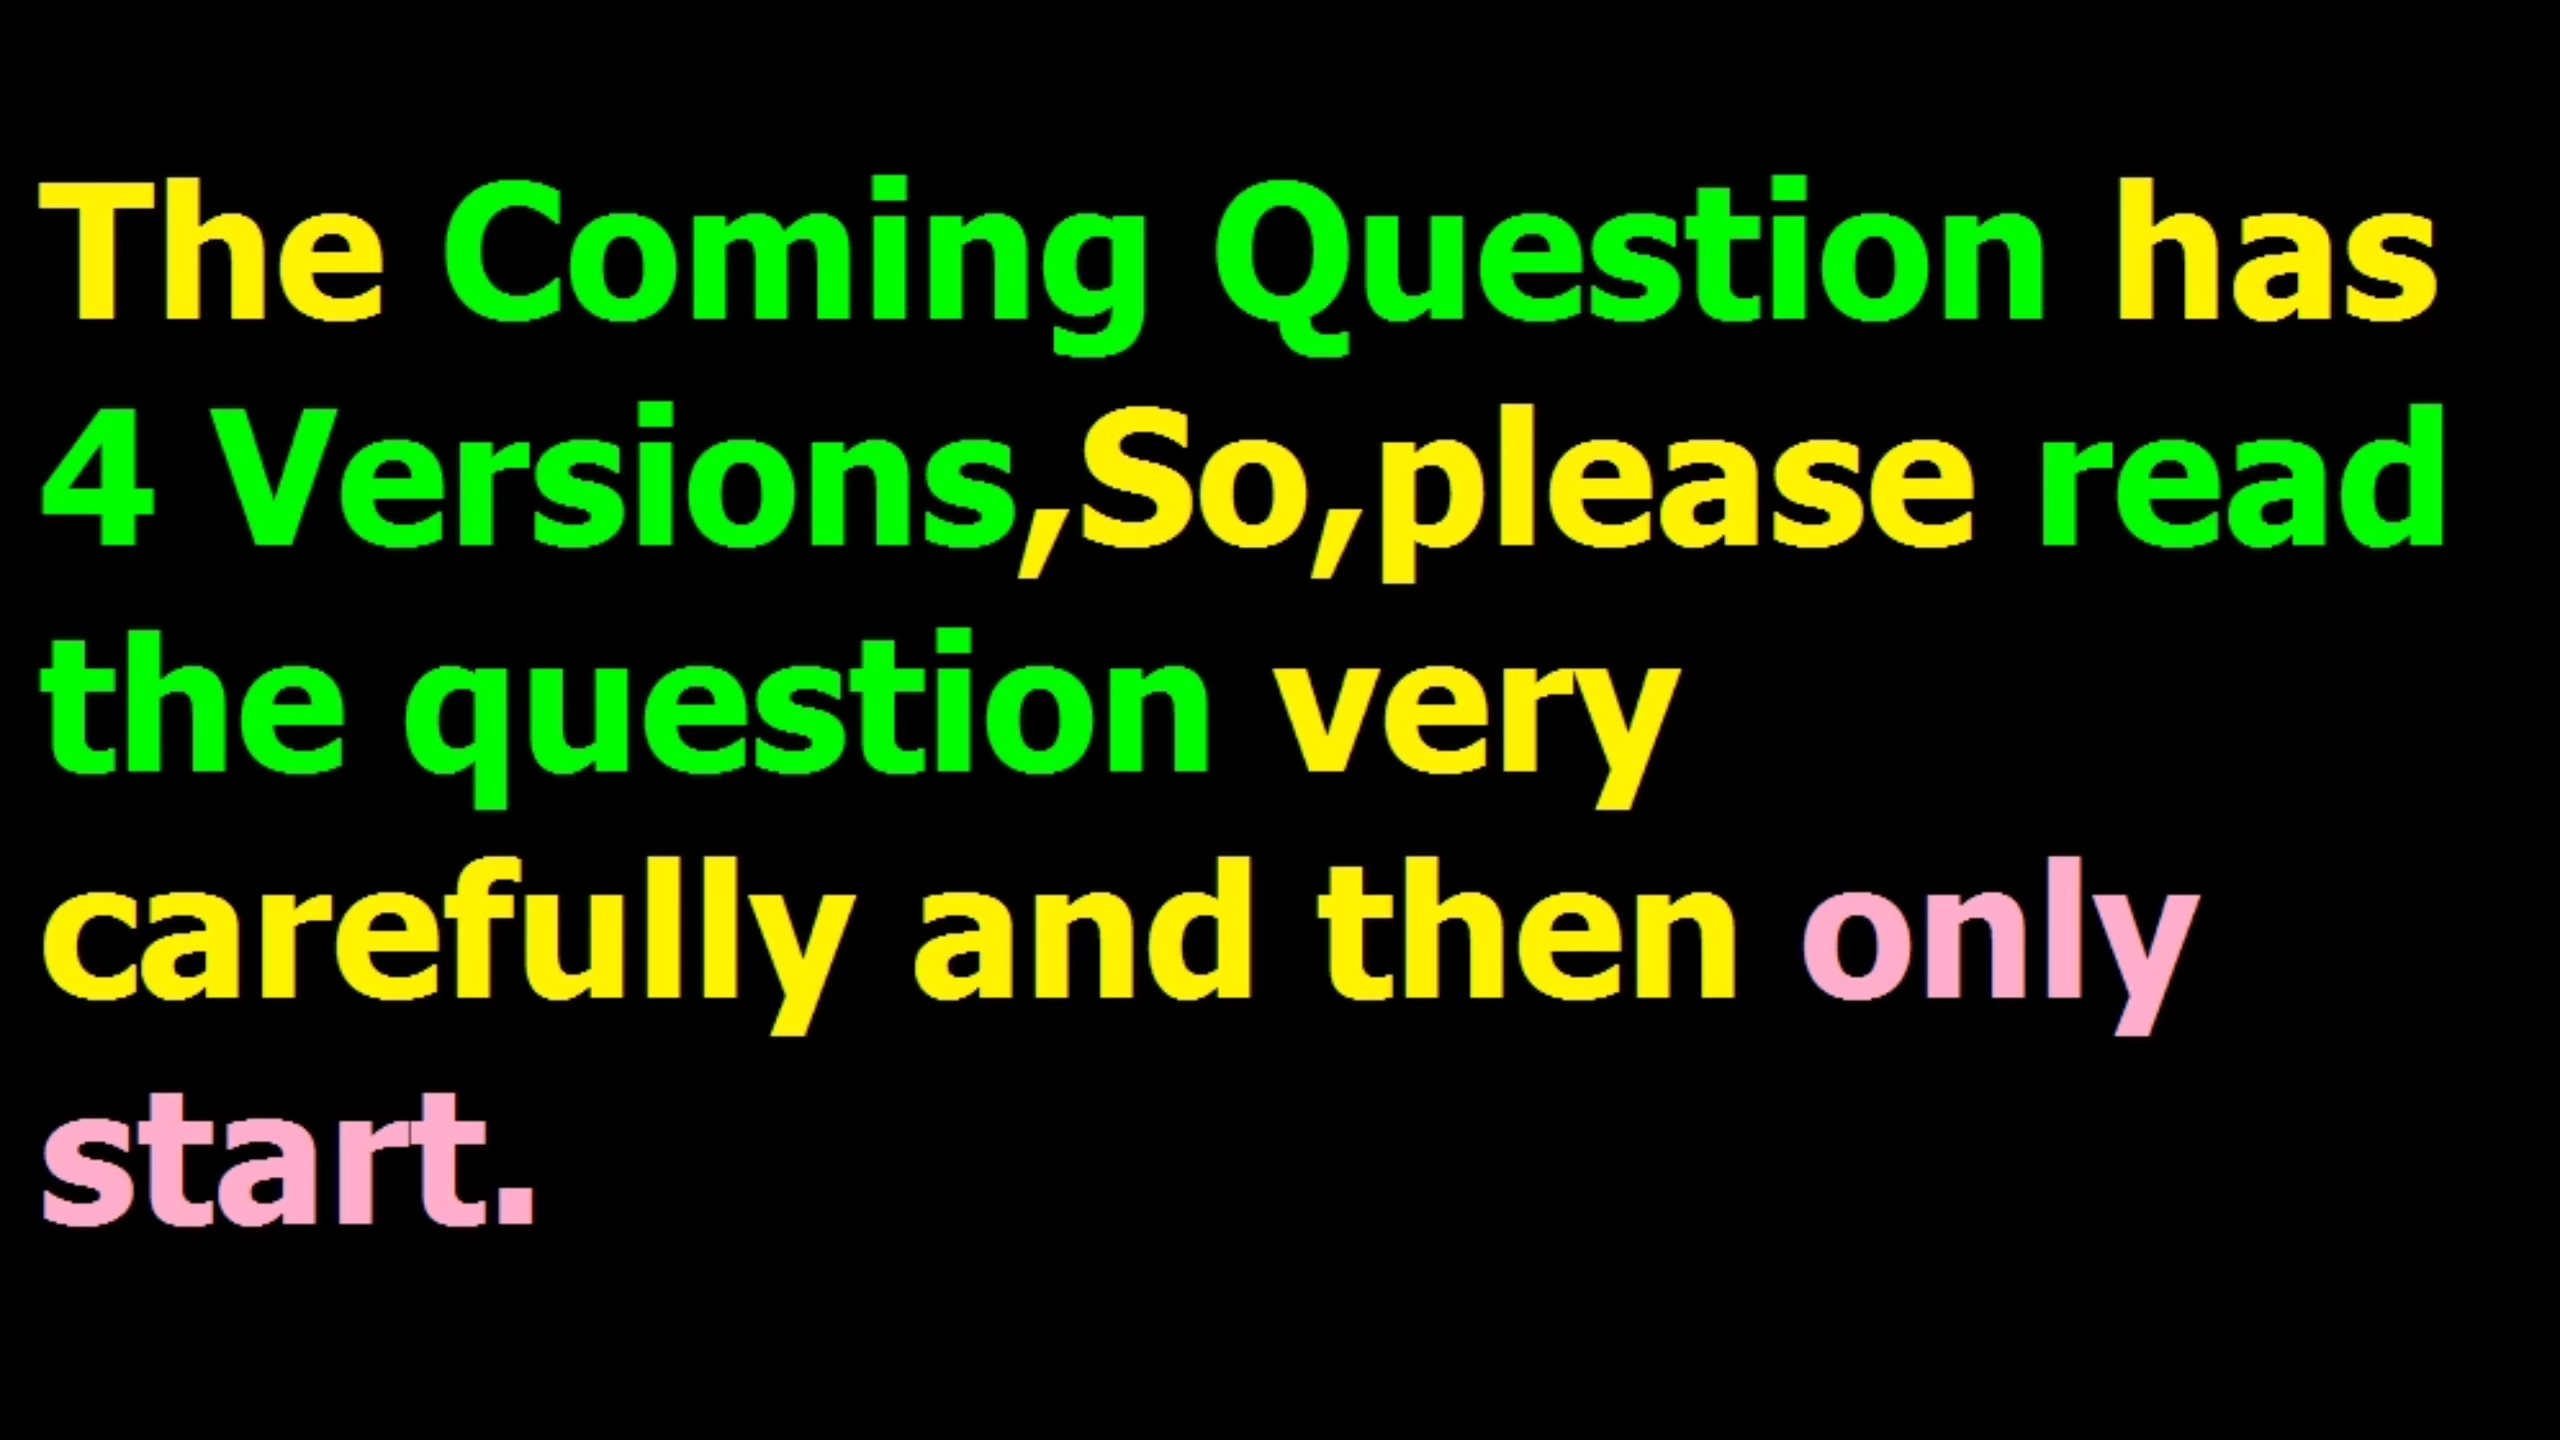 The Coming Question has
4 Versions,So,please read
the question very
carefully and then only
start.